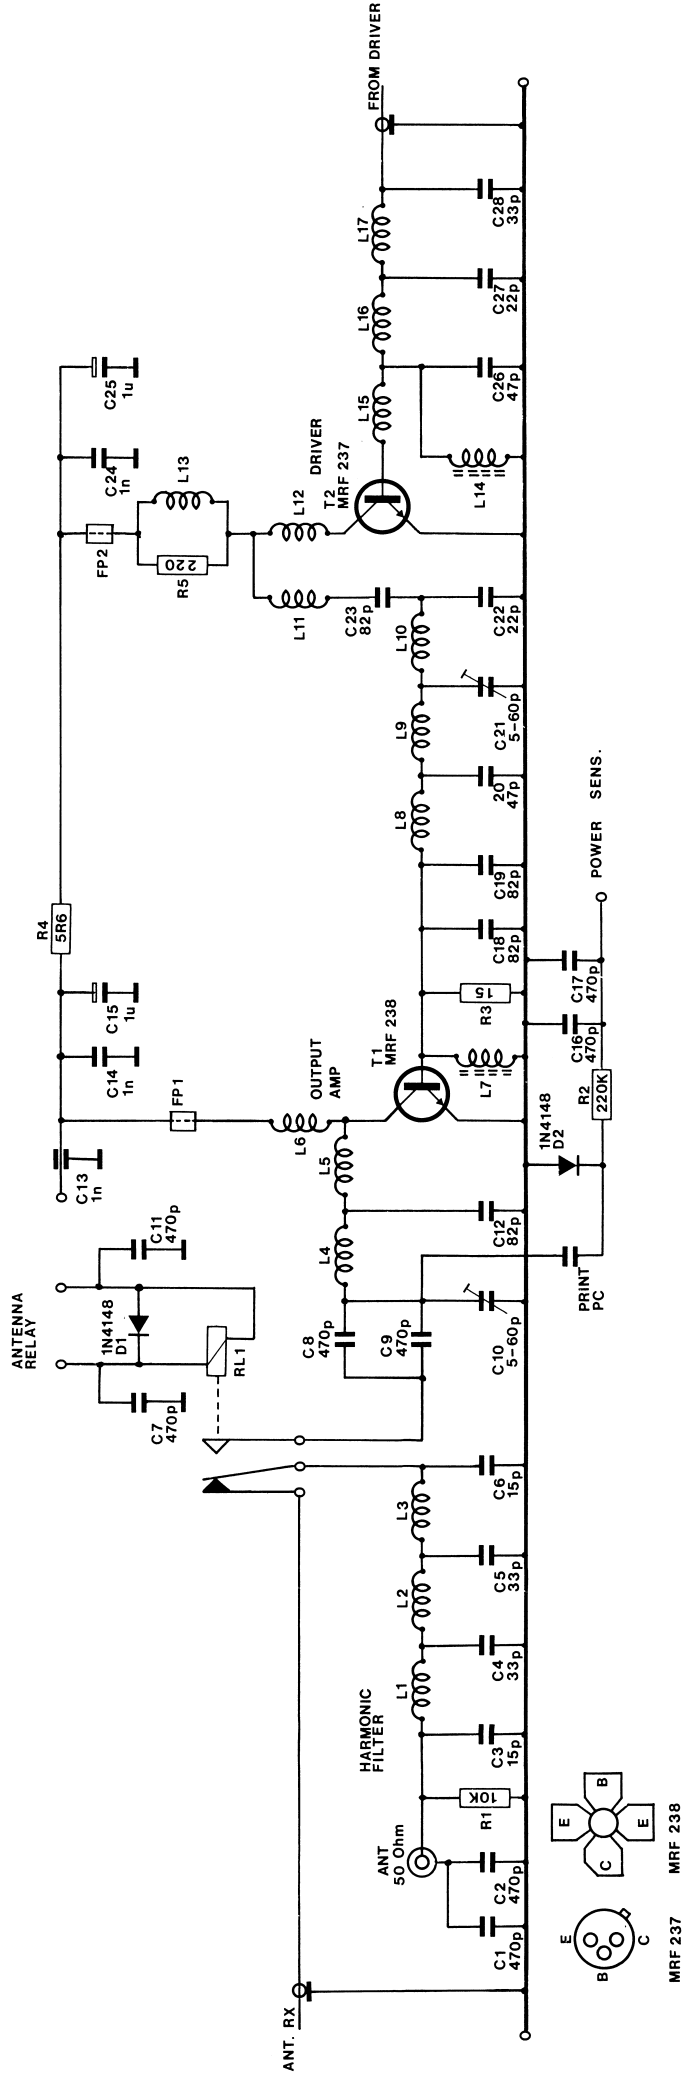 ANT. RX
C1
470p
C2
470p
ANT
50 Ohm
R1
10K
HARMONIC
FILTER
C3
15p
L1
C4
33p
L2
C5
33p
L3
C6
15p
ANTENNA
RELAY
C7
470p
1N4148
D1
RL1
C11
470p
C8
470p
C9
470p
C10
5-60p
PRINT
PC
L4
C12
82p
L5
L6
FP1
C13
1n
C14
1n
C15
1u
OUTPUT
AMP
T1
MRF 238
1N4148
D2
R2
220K
L7
R3
15
C16
470p
C17
470p
POWER SENS.
R4
5R6
C18
82p
C19
82p
L8
20
47p
L9
C21
5-60p
L10
C22
22p
C23
82p
L11
L12
R5
220
L13
FP2
C24
1n
C25
1u
DRIVER
T2
MRF 237
L14
L15
C26
47p
L16
C27
22p
L17
C28
33p
FROM DRIVER
E
B
C
MRF 237
E
B
C
E
MRF 238